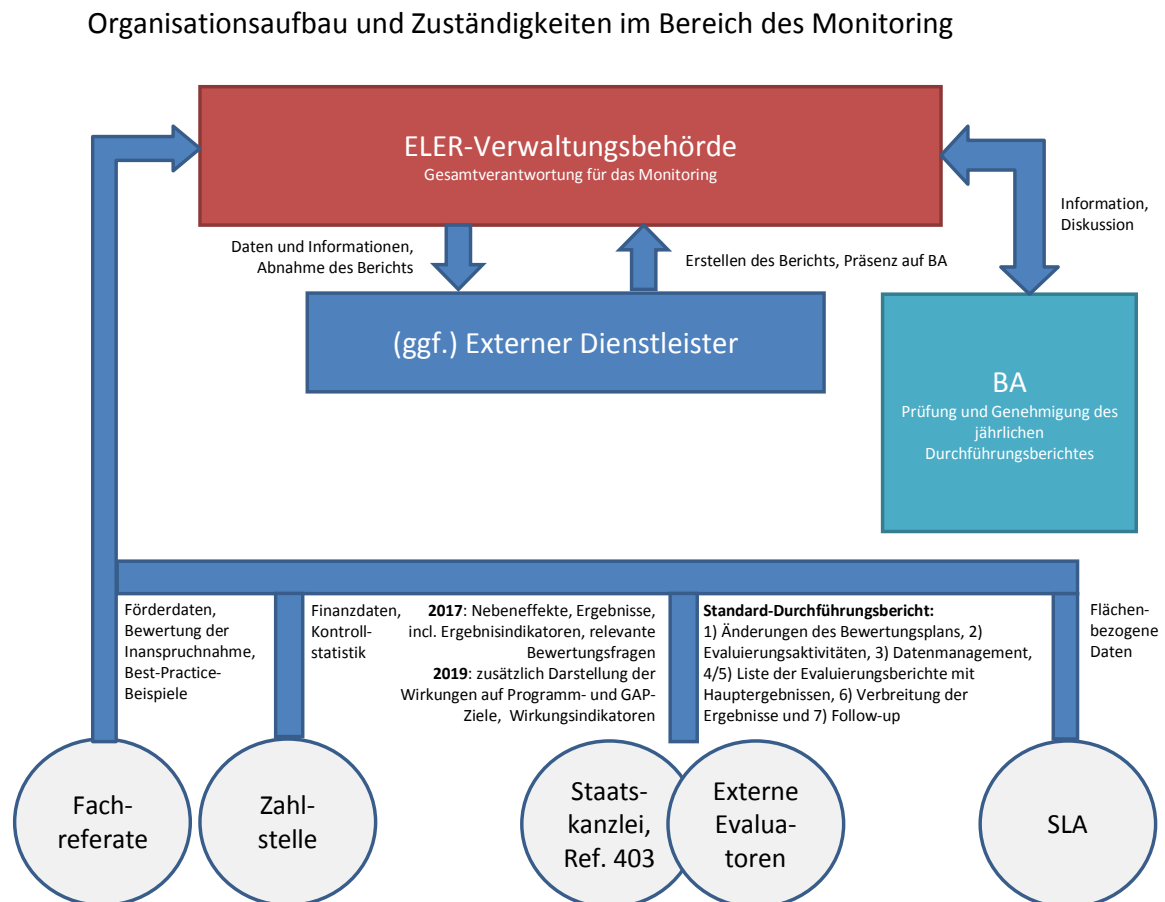 Organisationsaufbau und Zuständigkeiten im Bereich des Monitoring
ELER-Verwaltungsbehörde
Gesamtverantwortung für das Monitoring
Information,
Diskussion
Daten und Informationen,
Abnahme des Berichts
Erstellen des Berichts, Präsenz auf BA
(ggf.) Externer Dienstleister
BA
Prüfung und Genehmigung des
jährlichen
Durchführungsberichtes
Förderdaten,
Bewertung der
Inanspruchnahme,
Best-Practice-
Beispiele
Finanzdaten,
Kontroll-
statistik
2017: Nebeneffekte, Ergebnisse,
incl. Ergebnisindikatoren, relevante
Bewertungsfragen
2019: zusätzlich Darstellung der
Wirkungen auf Programm- und GAP-
Ziele, Wirkungsindikatoren
Standard-Durchführungsbericht:
1) Änderungen des Bewertungsplans, 2)
Evaluierungsaktivitäten, 3) Datenmanagement,
4/5) Liste der Evaluierungsberichte mit
Hauptergebnissen, 6) Verbreitung der
Ergebnisse und 7) Follow-up
Flächen-
bezogene
Daten
Fach-
referate
Zahl-
stelle
Staats-
kanzlei,
Ref. 403
Externe
Evalua-
toren
SLA